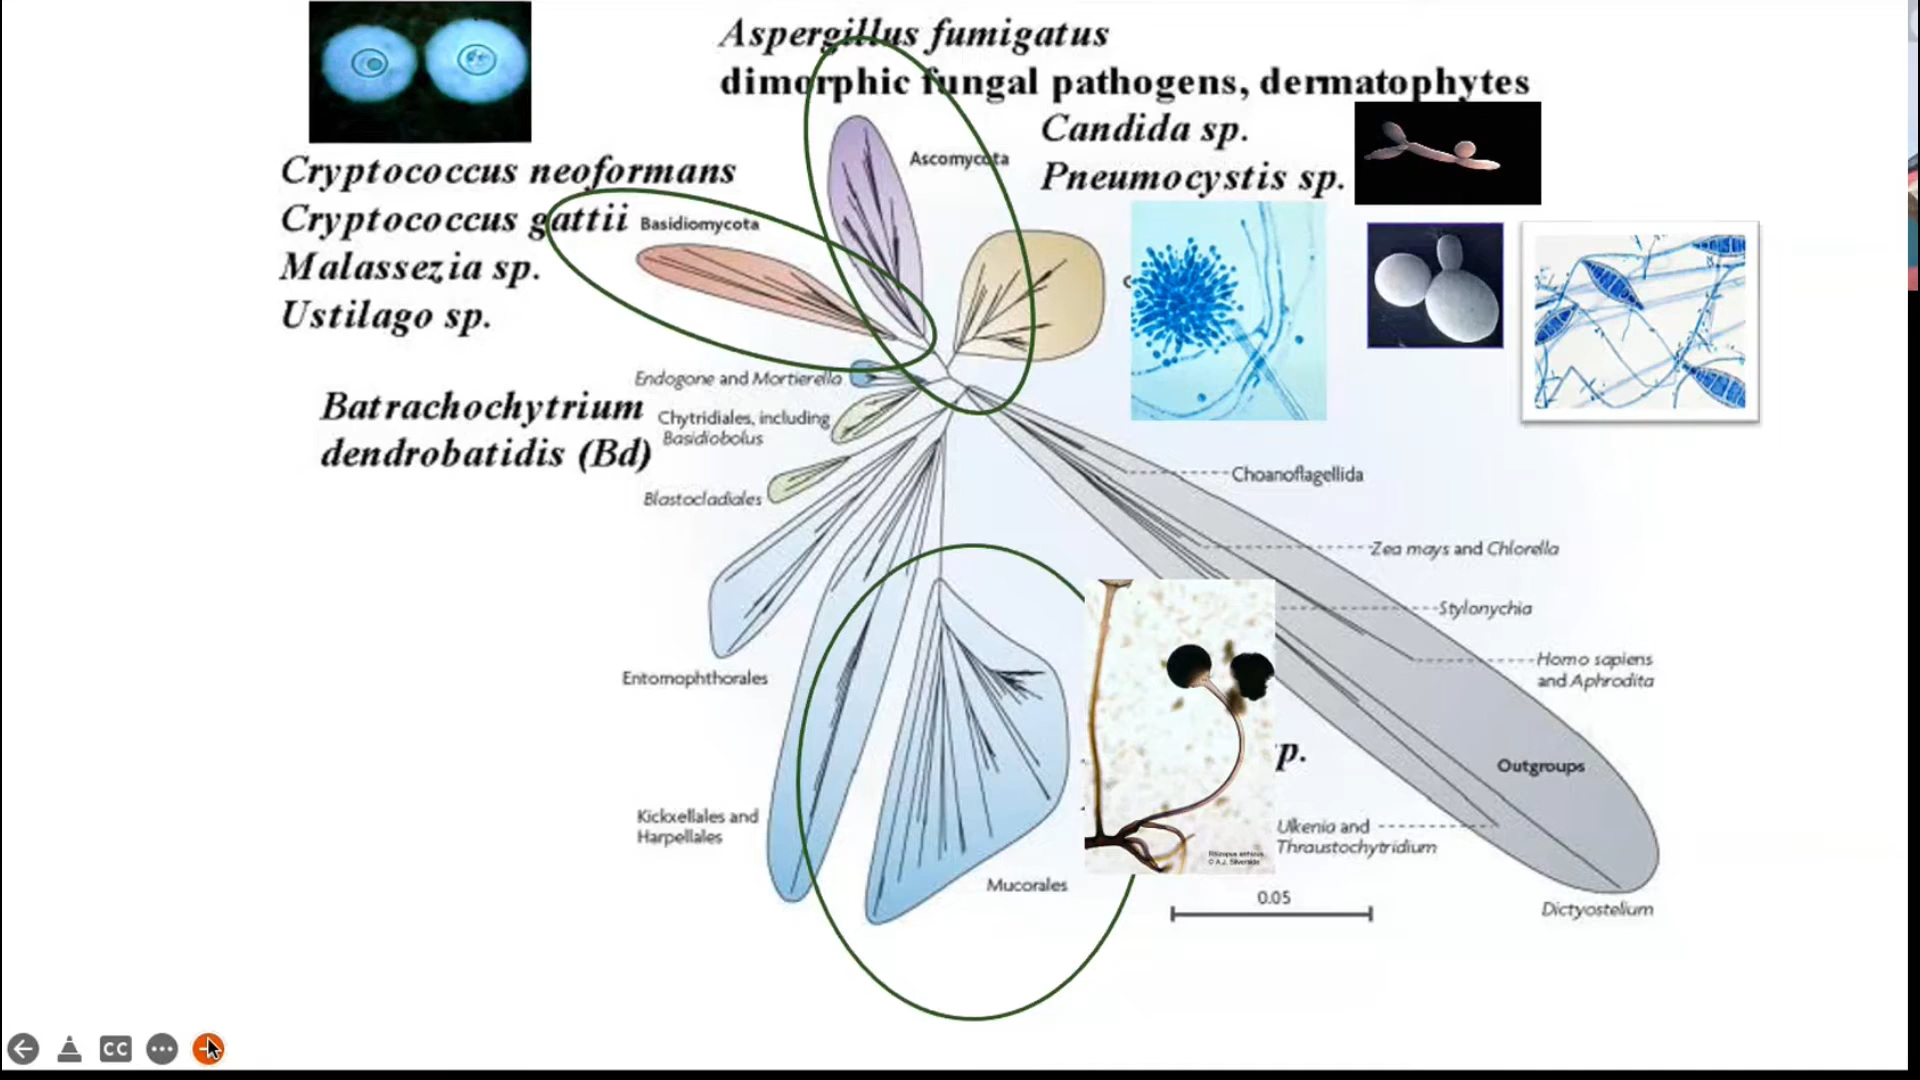 Aspergillus fumigatus
dimorphic fungal pathogens, dermatophytes
Candida sp.
Pneumocystis sp.
Ascomycota
Cryptococcus neoformans
Cryptococcus gattii
Malassezia sp.
Ustilago sp.
Basidiomycota
Batrachochytrium
dendrobatidis (Bd)
Endogone and Mortierella
Chytridiales, including
Basidiobolus
Blastocladiales
Entomophthorales
Kickxellales and
Harpellales
Mucorales
Choanoflagellida
Zea mays and Chlorella
Stylonychia
Homo sapiens
and Aphrodita
Outgroups
p.
Ulkenia and
Thraustochytridium
0.05
Dictyostelium
CC